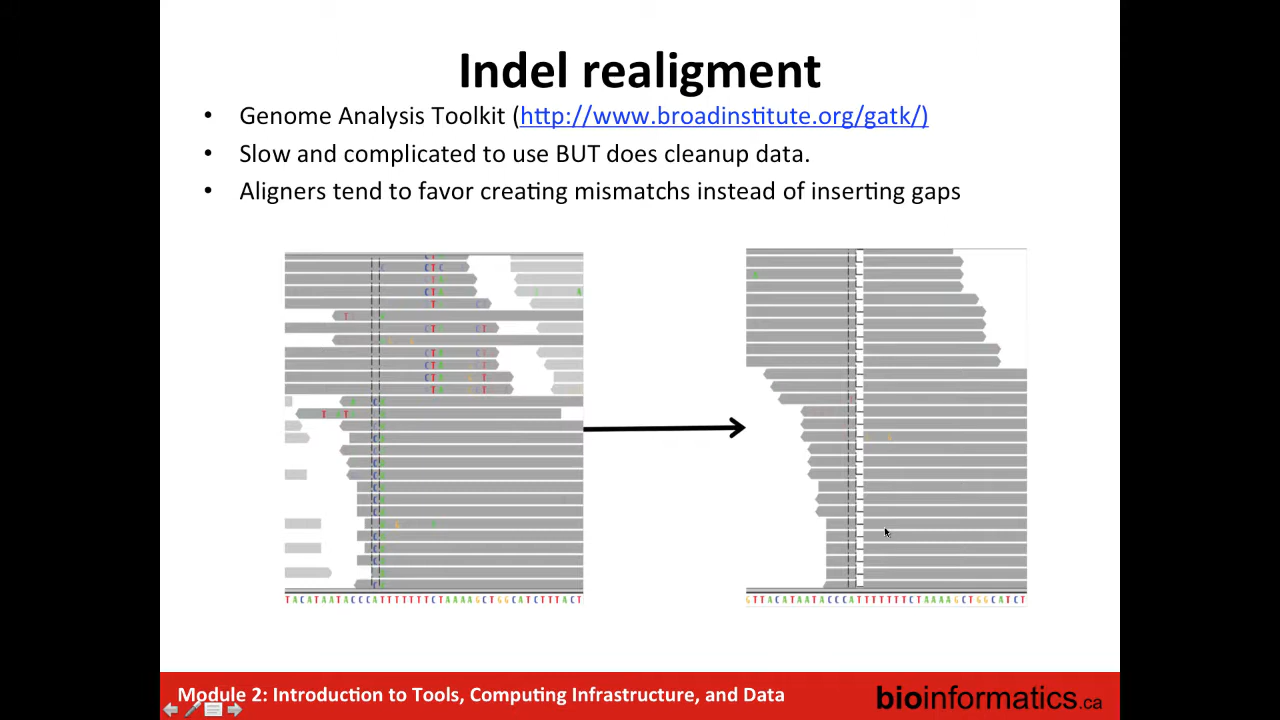 Indel realigment
• Genome Analysis Toolkit (http://www.broadinstitute.org/gatk/)
• Slow and complicated to use BUT does cleanup data.
• Aligners tend to favor creating mismatchs instead of inserting gaps
TACATAATACCCATTTTTTTCTAAAAGCTGGCATCTTTACT
GTTACATAATACCCATTTTTTTCTAAAAGCTGGCATCT
Module 2: Introduction to Tools, Computing Infrastructure, and Data
bioinformatics.ca